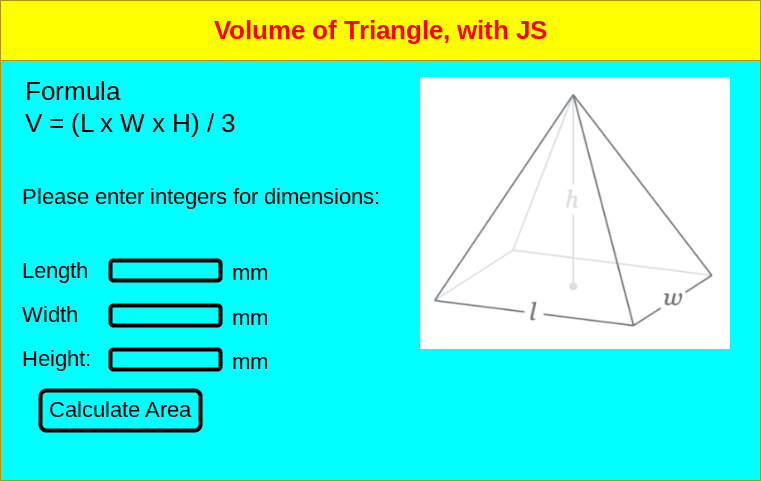 Volume of Triangle, with JS
Formula
V = (L x W x H) / 3
Please enter integers for dimensions:
Length mm
Width mm
Height: mm
Calculate Area
h
l
w